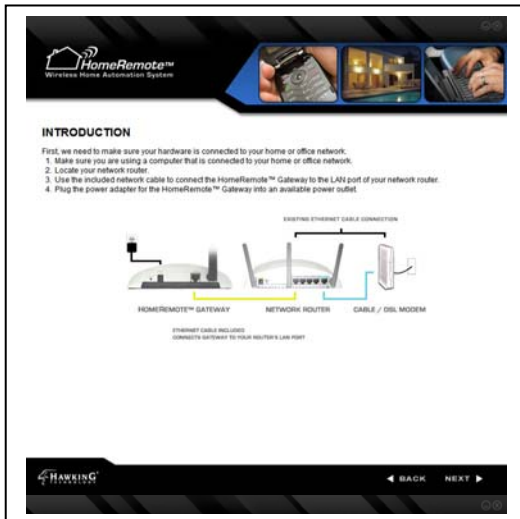 HomeRemote™
Wireless Home Automation System
INTRODUCTION
First, we need to make sure your hardware is connected to your home or office network.
1. Make sure you are using a computer that is connected to your home or office network.
2. Locate your network router.
3. Use the included network cable to connect the HomeRemote™ Gateway to the LAN port of your network router.
4. Plug the power adapter for the HomeRemote™ Gateway into an available power outlet.
EXISTING ETHERNET CABLE CONNECTION
HOMEREMOTE™ GATEWAY NETWORK ROUTER CABLE / DSL MODEM
ETHERNET CABLE INCLUDES
CONNECTS GATEWAY TO YOUR ROUTER'S LAN PORT
HAWKING®
TECHNOLOGY
BACK NEXT